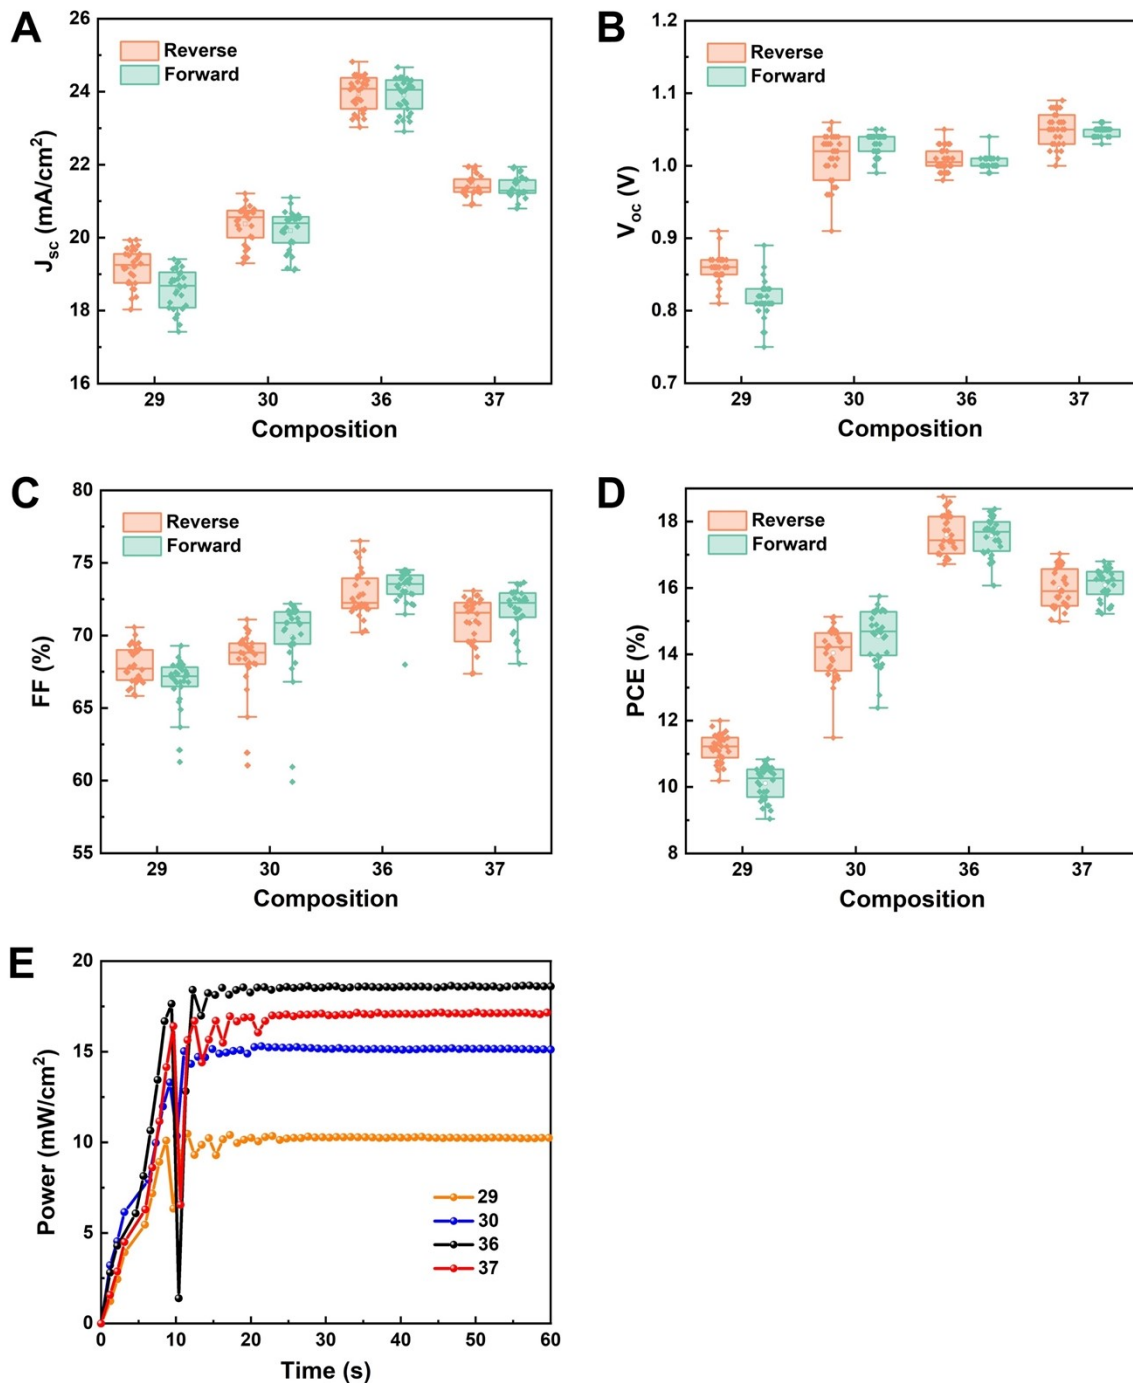 A
26
24
22
20
18
16
J_sc (mA/cm²)
Reverse
Forward
29 30 36 37
Composition
B
1.2
1.1
1.0
0.9
0.8
0.7
V_oc (V)
Reverse
Forward
29 30 36 37
Composition
C
80
75
70
65
60
55
FF (%)
Reverse
Forward
29 30 36 37
Composition
D
18
16
14
12
10
8
PCE (%)
Reverse
Forward
29 30 36 37
Composition
E
20
15
10
5
0
Power (mW/cm²)
29
30
36
37
0 10 20 30 40 50 60
Time (s)